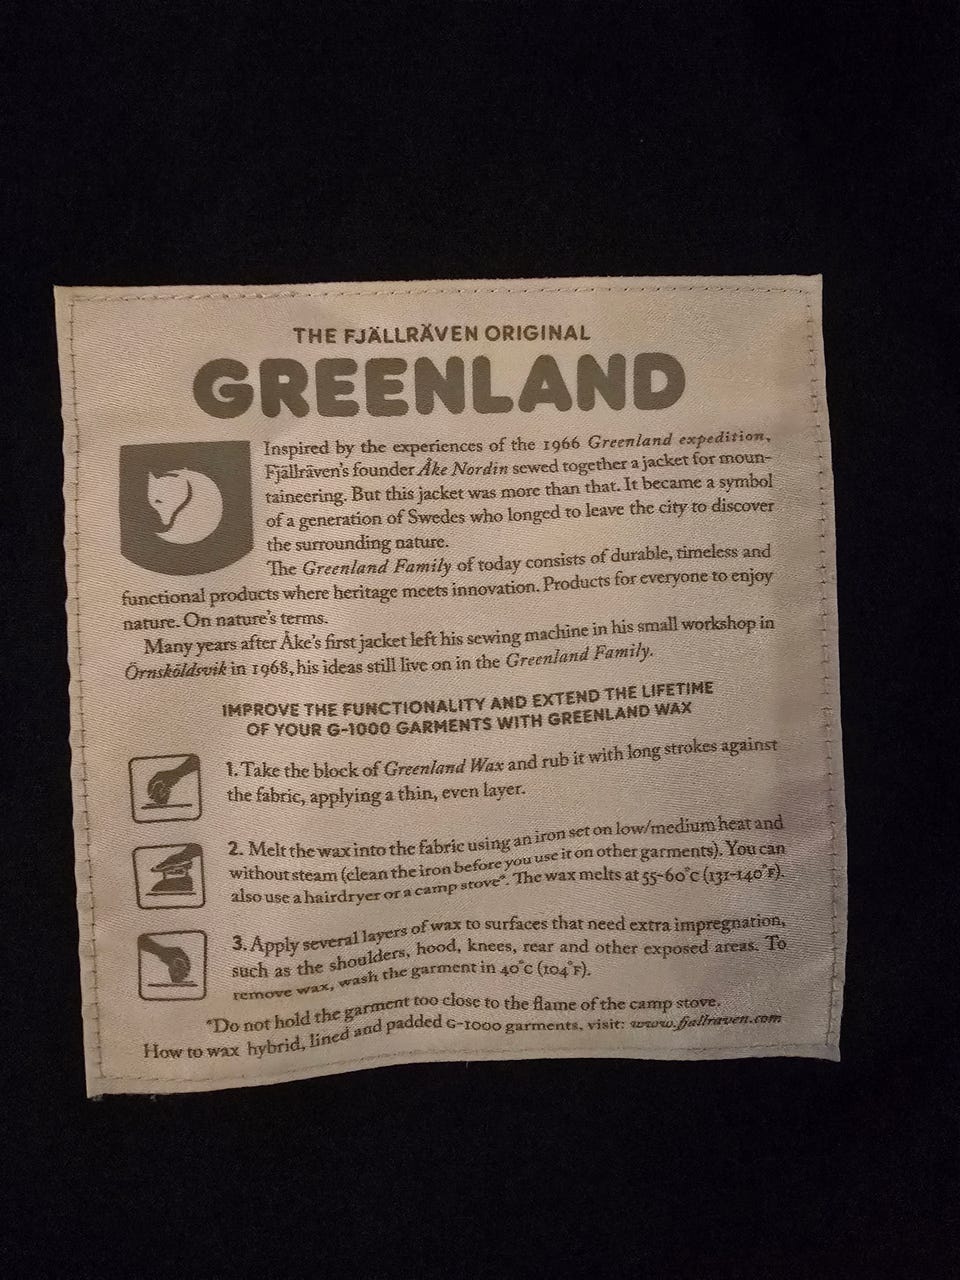 THE FJÄLLRÄVEN ORIGINAL
GREENLAND
Inspired by the experiences of the 1966 Greenland expedition,
Fjällräven's founder Åke Nordin sewed together a jacket for moun-
taineering. But this jacket was more than that. It became a symbol
of a generation of Swedes who longed to leave the city to discover
the surrounding nature.
The Greenland Family of today consists of durable, timeless and
functional products where heritage meets innovation. Products for everyone to enjoy
nature. On nature's terms.
Many years after Åke's first jacket left his sewing machine in his small workshop in
Örnsköldsvik in 1968, his ideas still live on in the Greenland Family.
IMPROVE THE FUNCTIONALITY AND EXTEND THE LIFETIME
OF YOUR G-1000 GARMENTS WITH GREENLAND WAX
1. Take the block of Greenland Wax and rub it with long strokes against
the fabric, applying a thin, even layer.
2. Melt the wax into the fabric using an iron set on low/medium heat and
without steam (clean the iron before you use it on other garments). You can
also use a hairdryer or a camp stove*. The wax melts at 55-60°C (131-140°F).
3. Apply several layers of wax to surfaces that need extra impregnation,
such as the shoulders, hood, knees, rear and other exposed areas. To
remove wax, wash the garment in 40°C (104°F).
*Do not hold the garment too close to the flame of the camp stove.
How to wax hybrid, lined and padded G-1000 garments, visit: www.fjallraven.com